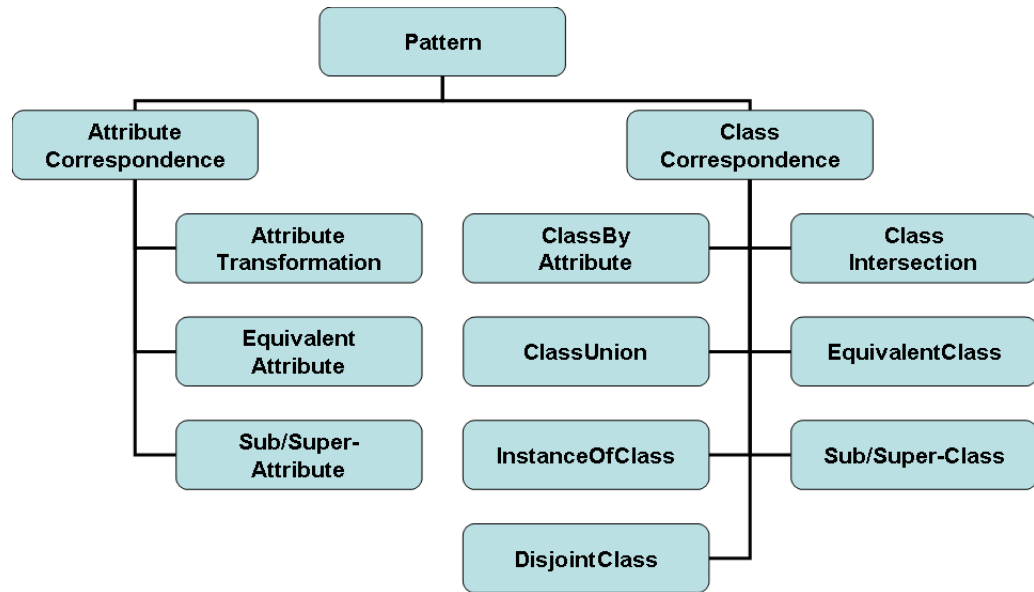 Pattern
Attribute
Correspondence
Class
Correspondence
Attribute
Transformation
ClassBy
Attribute
Class
Intersection
Equivalent
Attribute
ClassUnion
EquivalentClass
Sub/Super-
Attribute
InstanceOfClass
Sub/Super-Class
DisjointClass